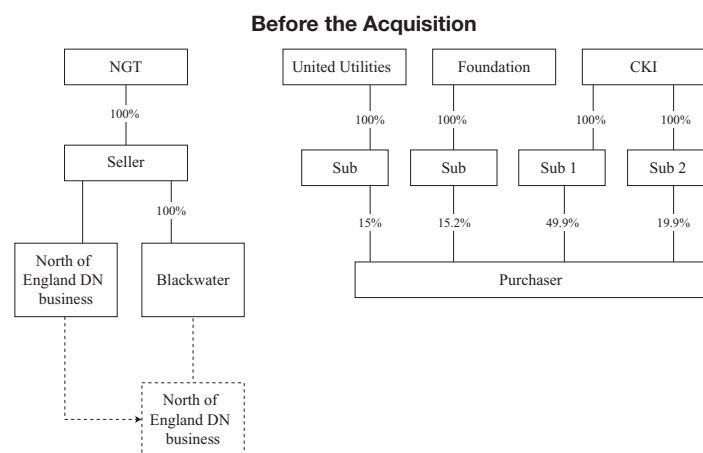 Before the Acquisition
NGT
United Utilities
Foundation
CKI
100%
100%
100%
100%
100%
Seller
Sub
Sub
Sub 1
Sub 2
100%
15%
15.2%
49.9%
19.9%
North of
England DN
business
Blackwater
Purchaser
North of
England DN
business